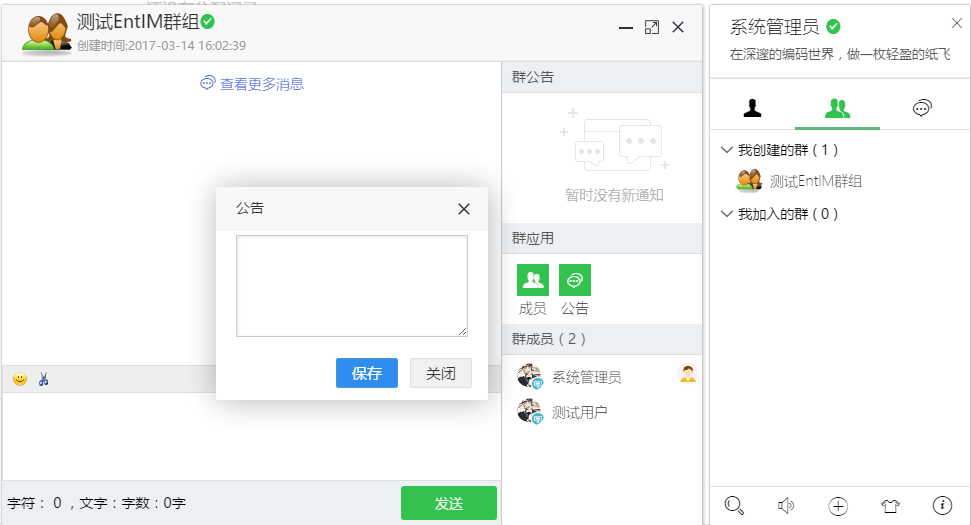 测试EntIM群组
创建时间:2017-03-14 16:02:39
查看更多消息
公告
保存
关闭
字符： 0 ，文字：字数：0字
发送
群公告
暂时没有新通知
群应用
成员
公告
群成员（2）
系统管理员
测试用户
系统管理员
在深邃的编码世界，做一枚轻盈的纸飞
我创建的群（1）
测试EntIM群组
我加入的群（0）